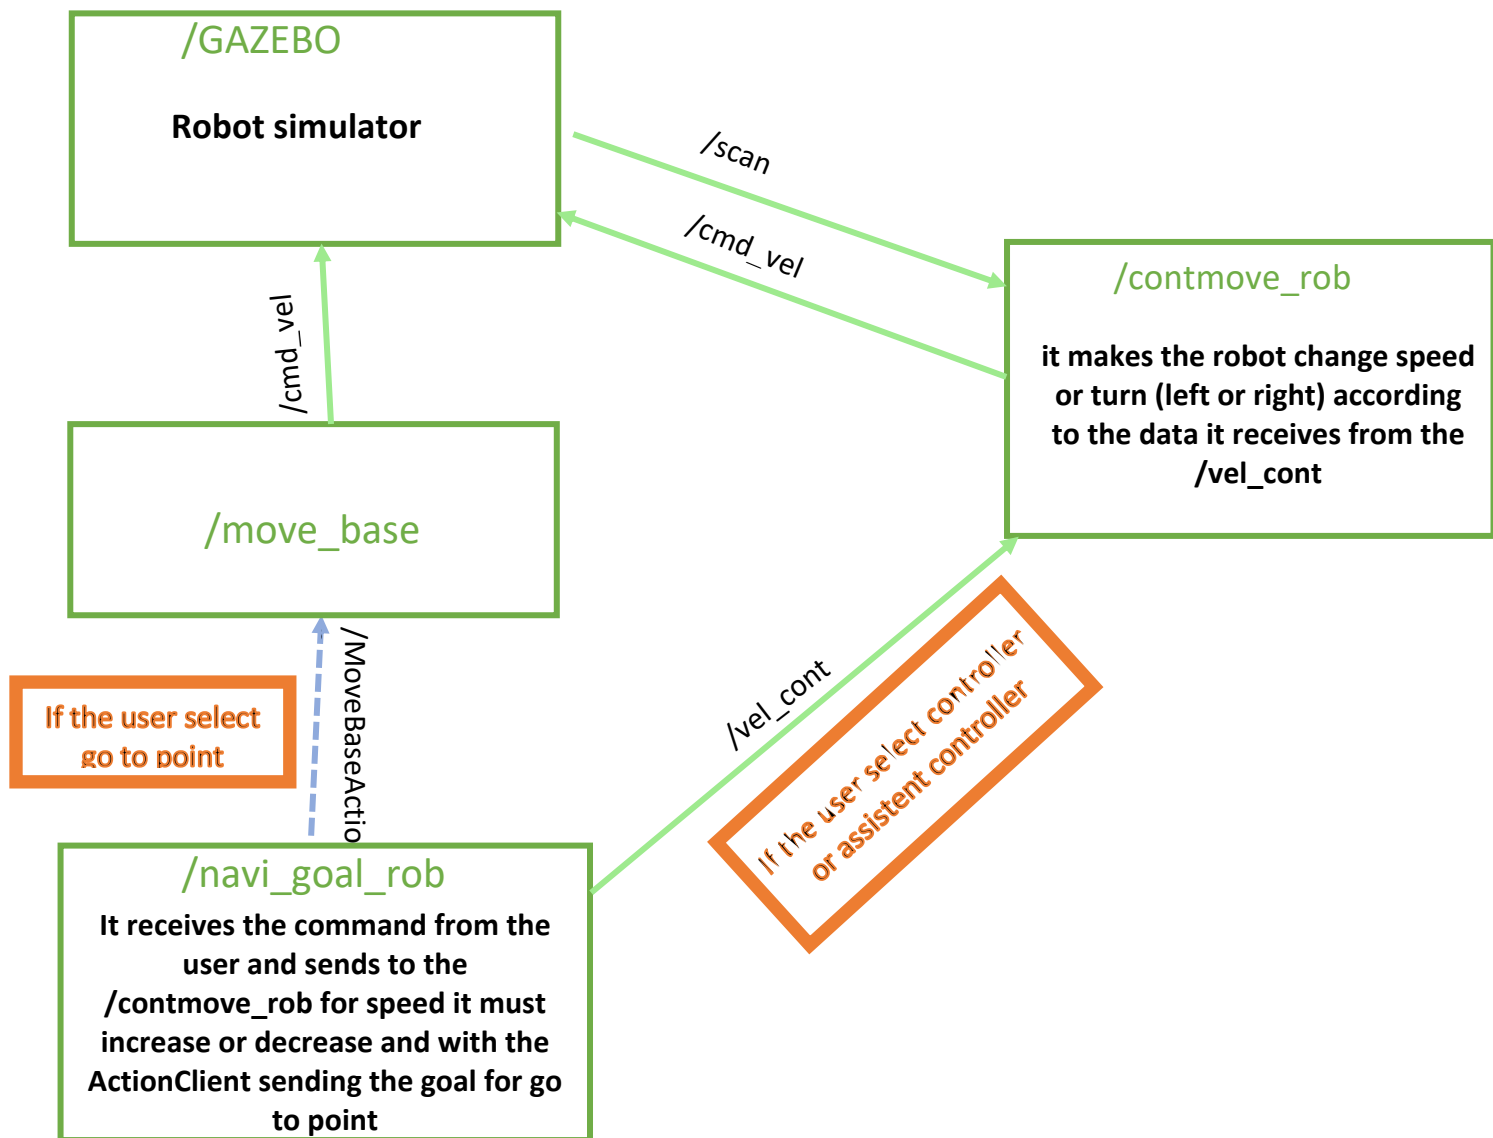 /GAZEBO
Robot simulator
/scan
/cmd_vel
/contmove_rob
it makes the robot change speed
or turn (left or right) according
to the data it receives from the
/vel_cont
/cmd_vel
/move_base
/MoveBaseActio
If the user select
go to point
/vel_cont
If the user select controller
or assistent controller
/navi_goal_rob
It receives the command from the
user and sends to the
/contmove_rob for speed it must
increase or decrease and with the
ActionClient sending the goal for go
to point